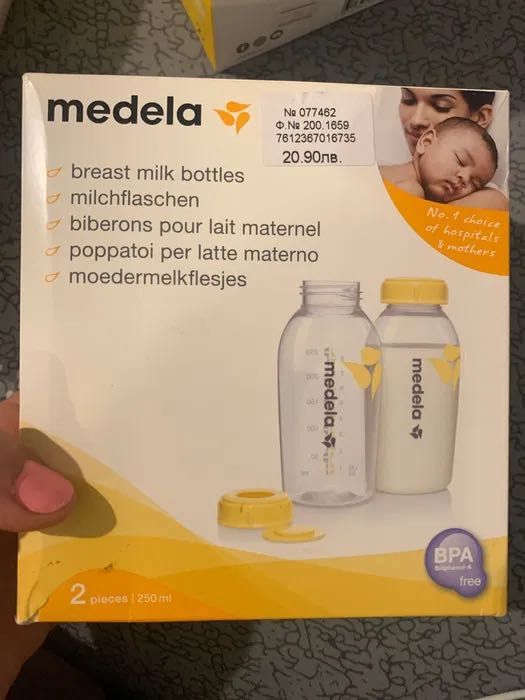 medela
№ 077462
Ф.№ 200.1659
7612367016735
20.90лв.
breast milk bottles
milchflaschen
biberons pour lait maternel
poppatoi per latte materno
moedermelkflesjes
No. 1 choice
of hospitals
& mothers
medela
medela
BPA
Bisphenol-A
free
2 pieces | 250 ml